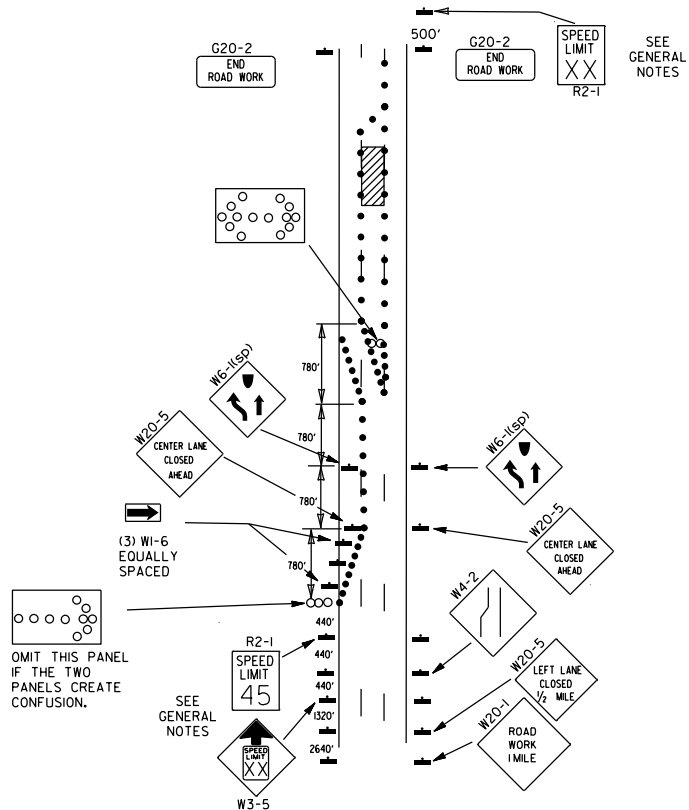 500'
G20-2
END
ROAD WORK
G20-2
END
ROAD WORK
SPEED
LIMIT
XX
R2-1
SEE
GENERAL
NOTES
780'
W6-1(sp)
780'
W20-5
CENTER LANE
CLOSED
AHEAD
780'
W6-1(sp)
(3) W1-6
EQUALLY
SPACED
780'
W20-5
CENTER LANE
CLOSED
AHEAD
OMIT THIS PANEL
IF THE TWO
PANELS CREATE
CONFUSION.
440'
R2-1
SPEED
LIMIT
45
440'
W4-2
440'
SEE
GENERAL
NOTES
1320'
W20-5
LEFT LANE
CLOSED
1/2 MILE
SPEED
LIMIT
XX
W3-5
2640'
W20-1
ROAD
WORK
1 MILE